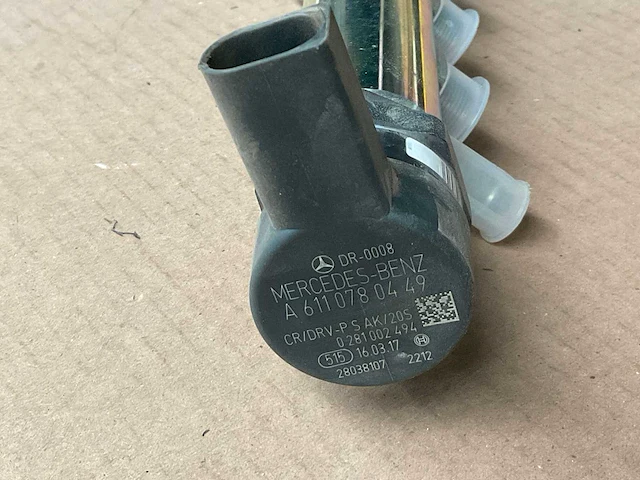 DR-0008
MERCEDES-BENZ
A 611 078 04 49
CR/DRV-P S AK/20S
0 281 002 494
515 16.03.17 H
28038107 2212